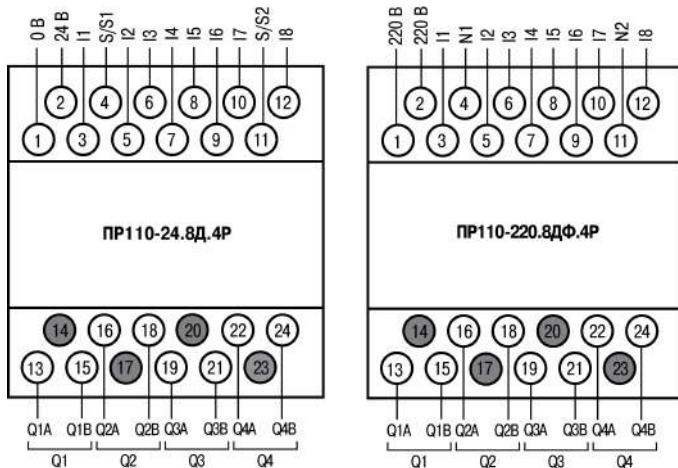 0 В 24 В I1 S/S1 I2 I3 I4 I5 I6 I7 S/S2 I8
2 4 6 8 10 12
1 3 5 7 9 11
ПР110-24.8Д.4Р
14 16 18 20 22 24
13 15 17 19 21 23
Q1A Q1B Q2A Q2B Q3A Q3B Q4A Q4B
Q1 Q2 Q3 Q4
220 В 220 В I1 N1 I2 I3 I4 I5 I6 I7 N2 I8
2 4 6 8 10 12
1 3 5 7 9 11
ПР110-220.8ДФ.4Р
14 16 18 20 22 24
13 15 17 19 21 23
Q1A Q1B Q2A Q2B Q3A Q3B Q4A Q4B
Q1 Q2 Q3 Q4